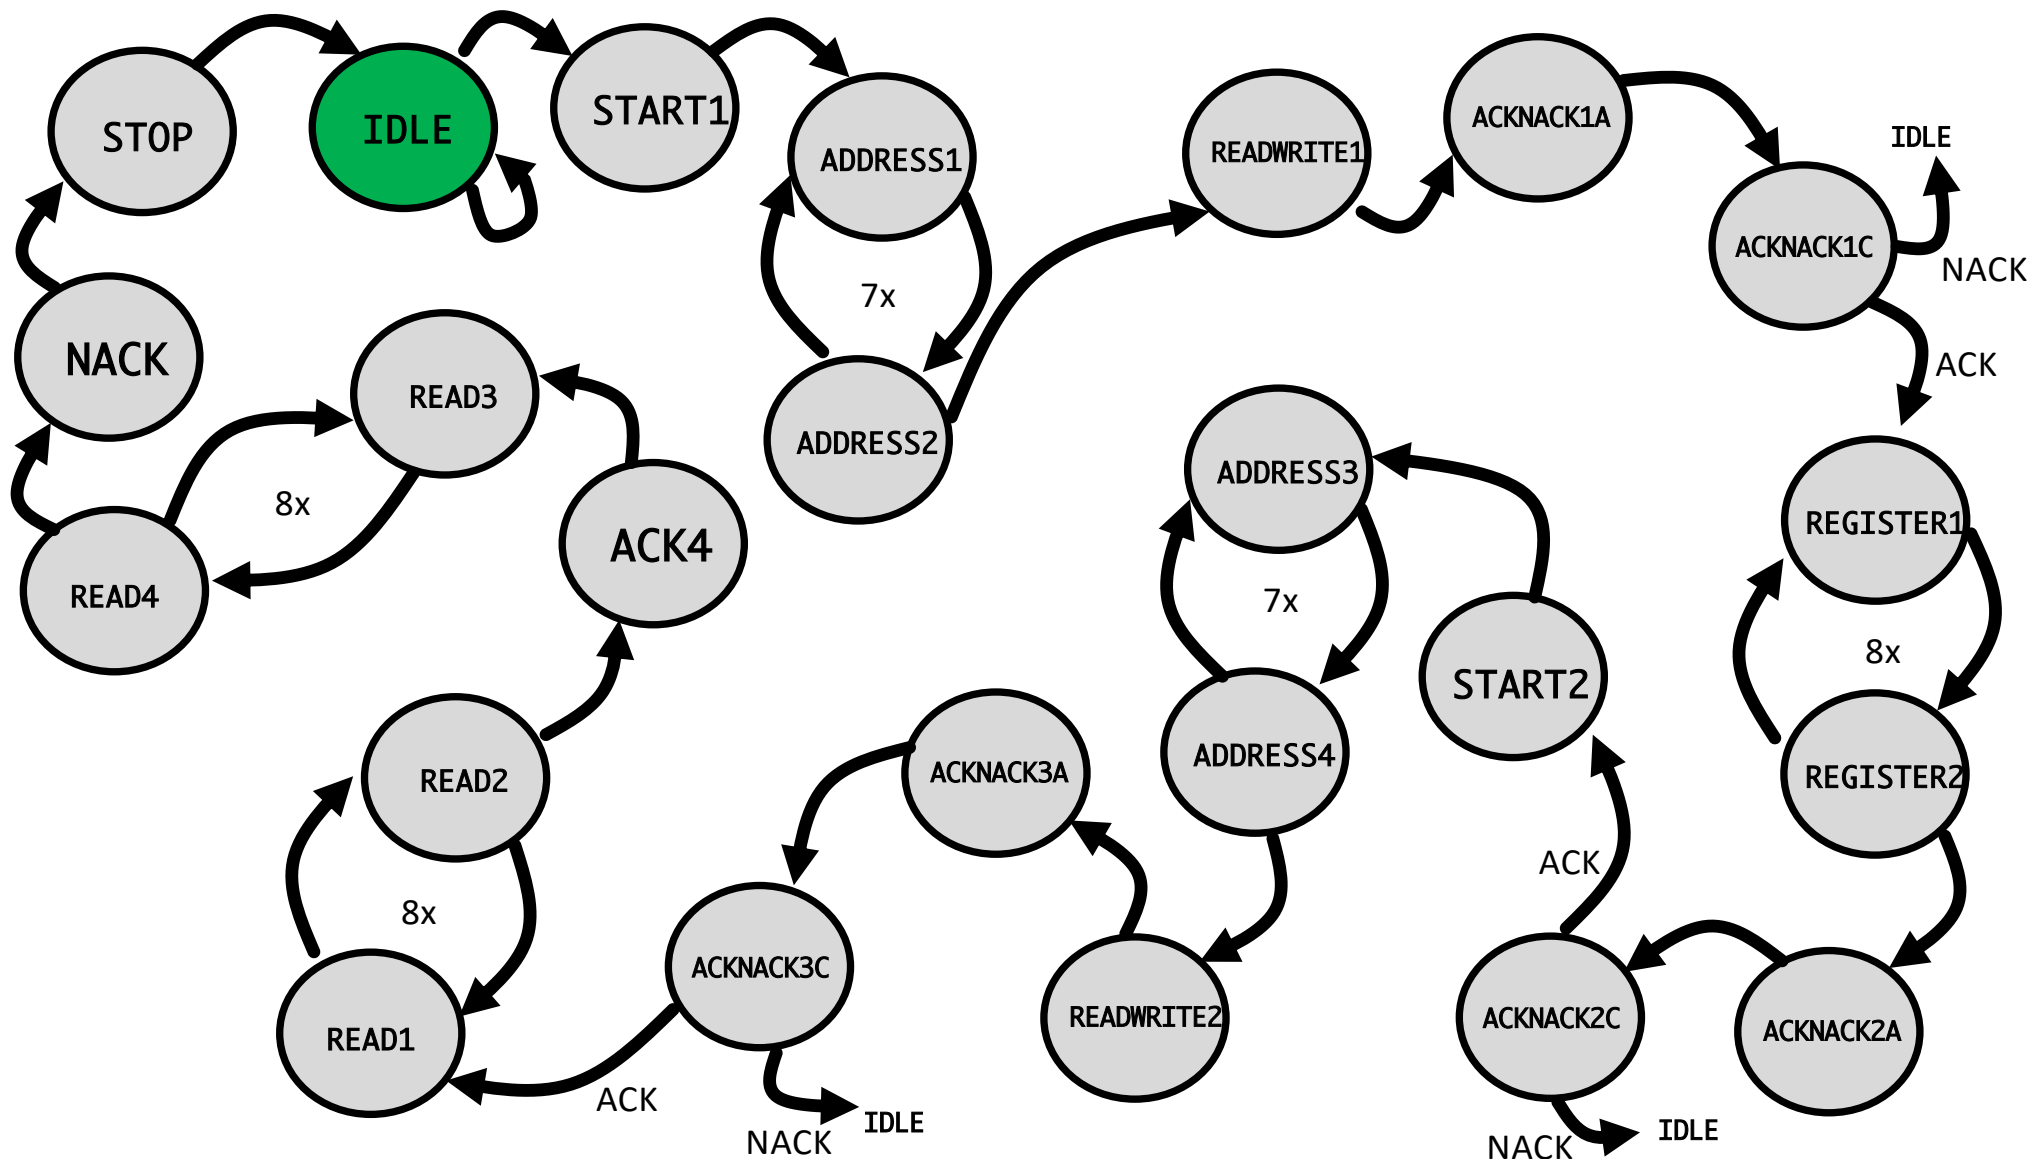 STOP
IDLE
START1
ADDRESS1
7x
ADDRESS2
READWRITE1
ACKNACK1A
ACKNACK1C
IDLE
NACK
ACK
REGISTER1
8x
REGISTER2
ACKNACK2A
ACKNACK2C
NACK
IDLE
ACK
START2
ADDRESS3
7x
ADDRESS4
READWRITE2
ACKNACK3A
ACKNACK3C
NACK
IDLE
ACK
READ1
8x
READ2
ACK4
READ3
8x
READ4
NACK